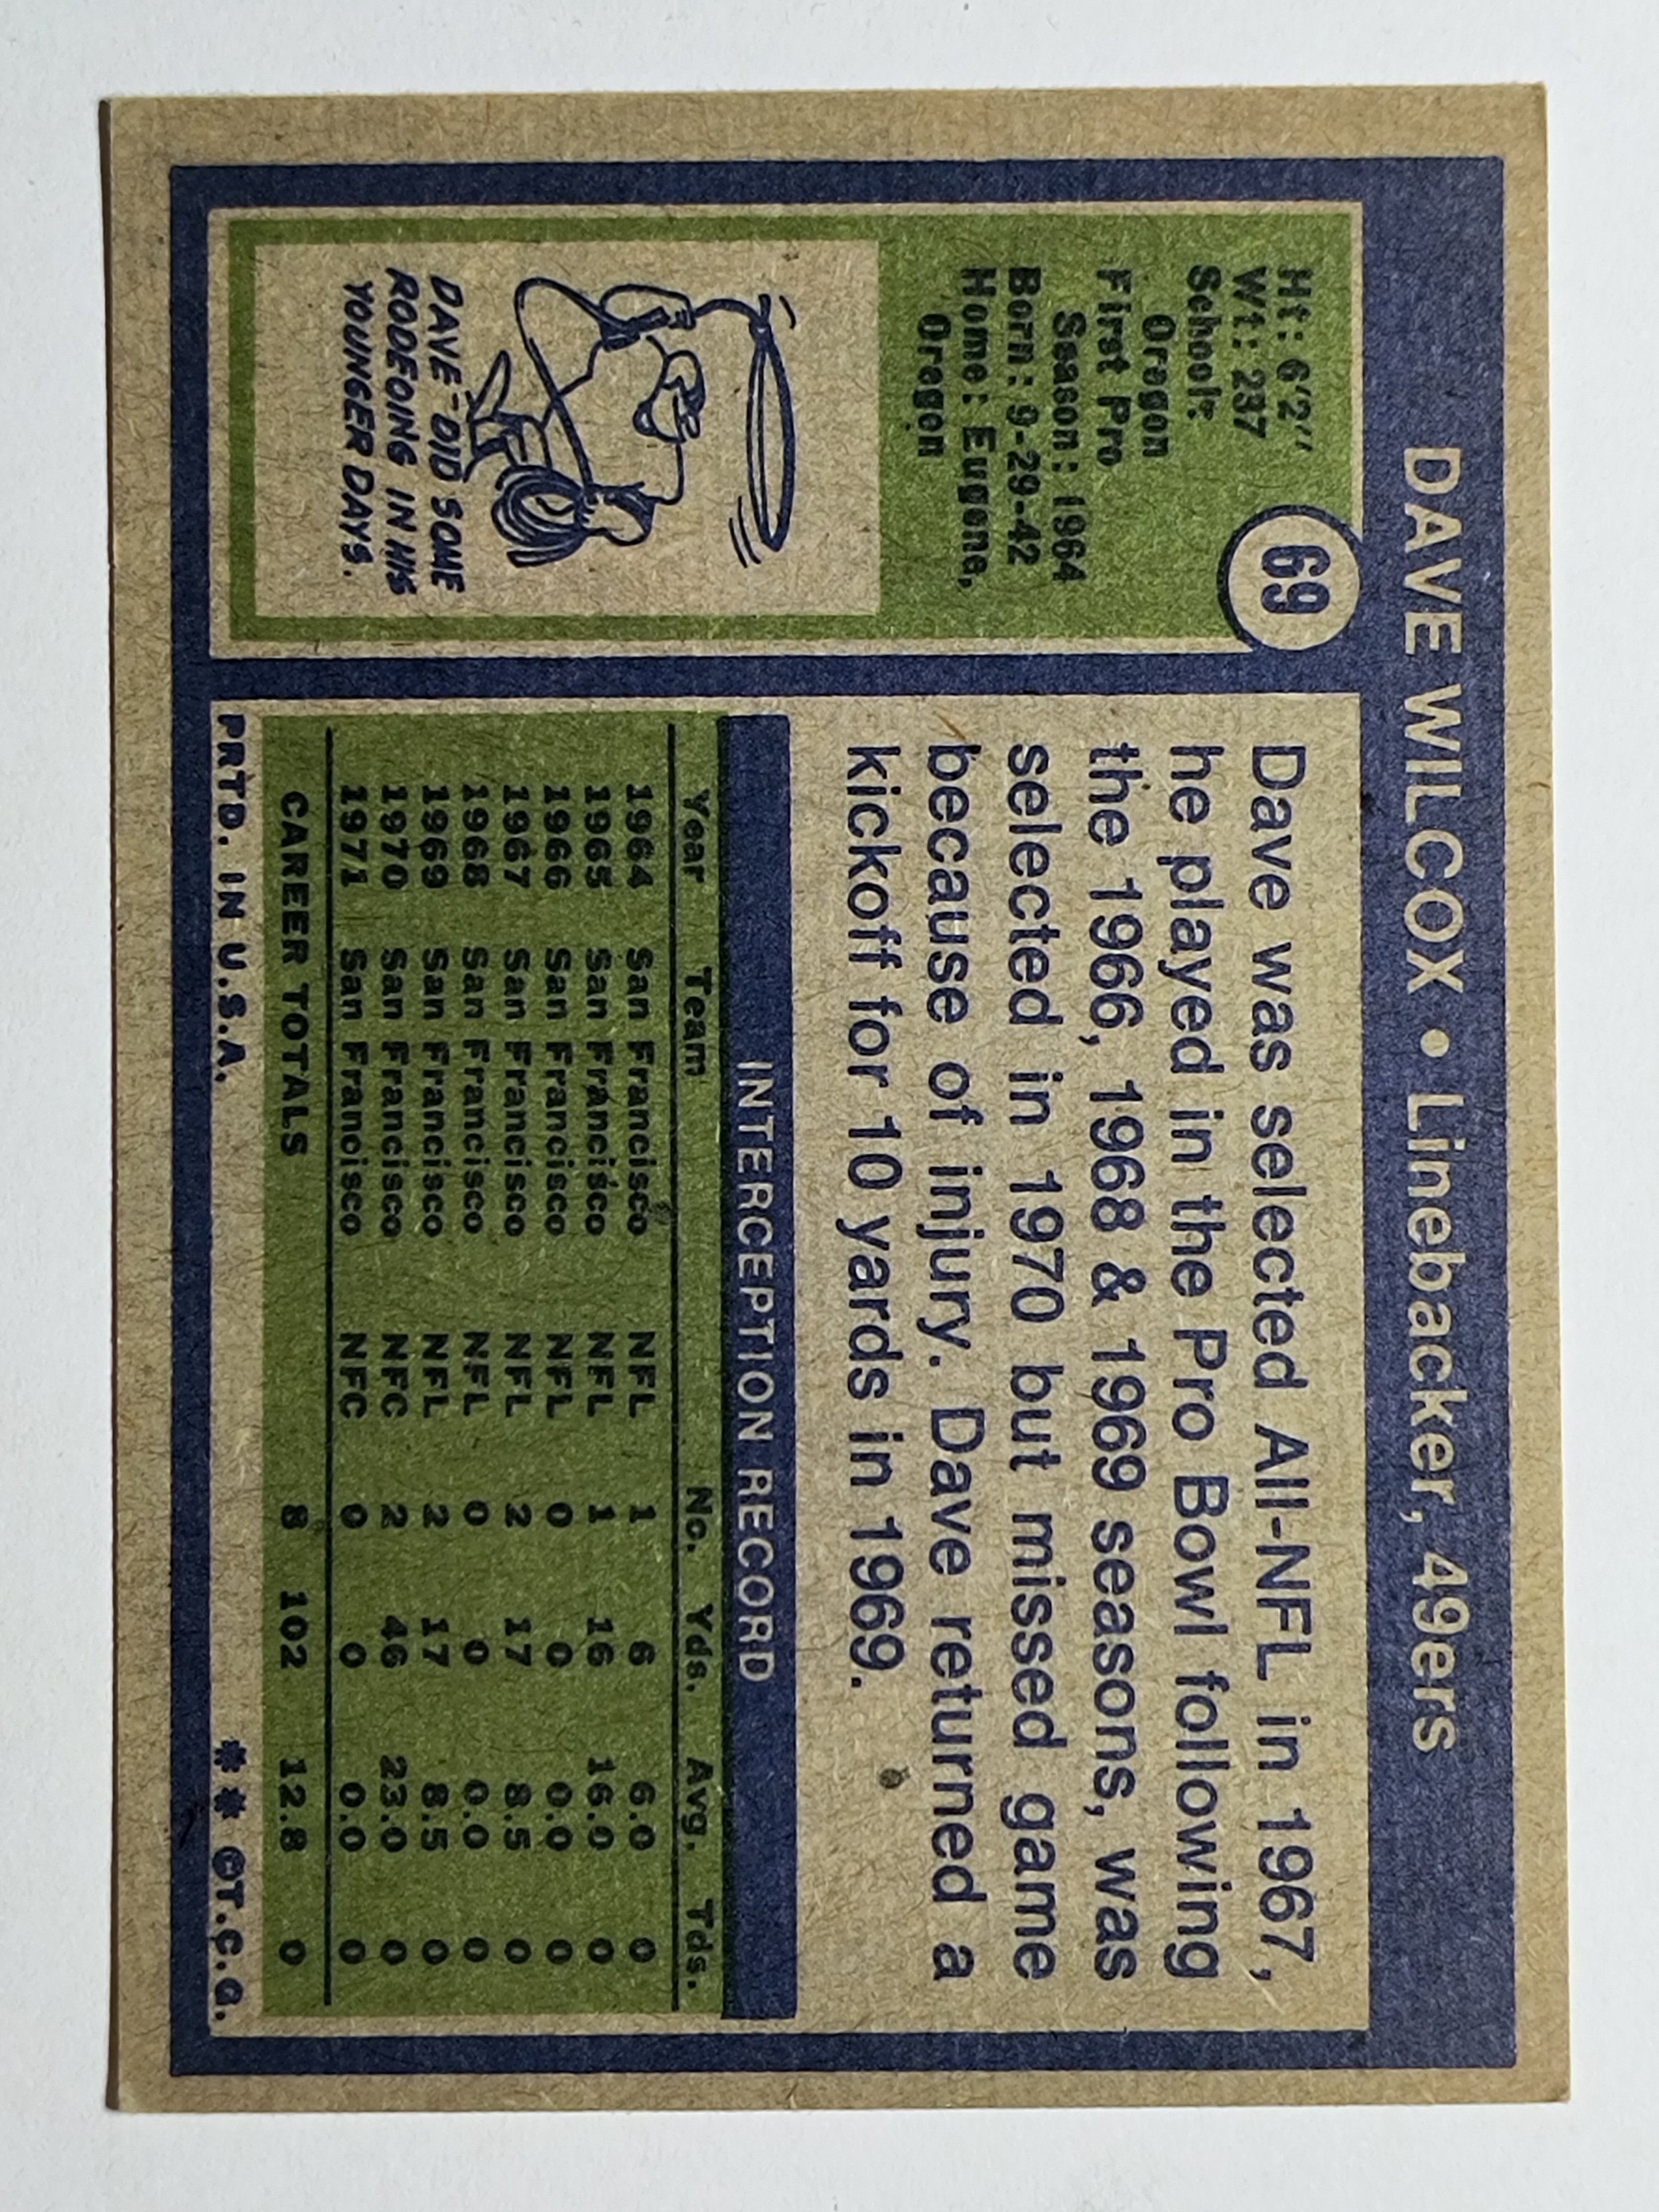 DAVE WILCOX • Linebacker, 49ers
69
Ht: 6'2"
Wt: 237
School:
Oregon
First Pro
Season: 1964
Born: 9-29-42
Home: Eugene,
Oregon
DAVE DID SOME
RODEOING IN HIS
YOUNGER DAYS.
Dave was selected All-NFL in 1967,
he played in the Pro Bowl following
the 1966, 1968 & 1969 seasons, was
selected in 1970 but missed game
because of injury. Dave returned a
kickoff for 10 yards in 1969.
INTERCEPTION RECORD
Year Team No. Yds. Avg. Tds.
1964 San Francisco NFL 1 6 6.0 0
1965 San Francisco NFL 1 16 16.0 0
1966 San Francisco NFL 0 0 0.0 0
1967 San Francisco NFL 2 17 8.5 0
1968 San Francisco NFL 0 0 0.0 0
1969 San Francisco NFL 2 17 8.5 0
1970 San Francisco NFC 2 46 23.0 0
1971 San Francisco NFC 0 0 0.0 0
CAREER TOTALS 8 102 12.8 0
PRTD. IN U.S.A. ** ©T.C.G.